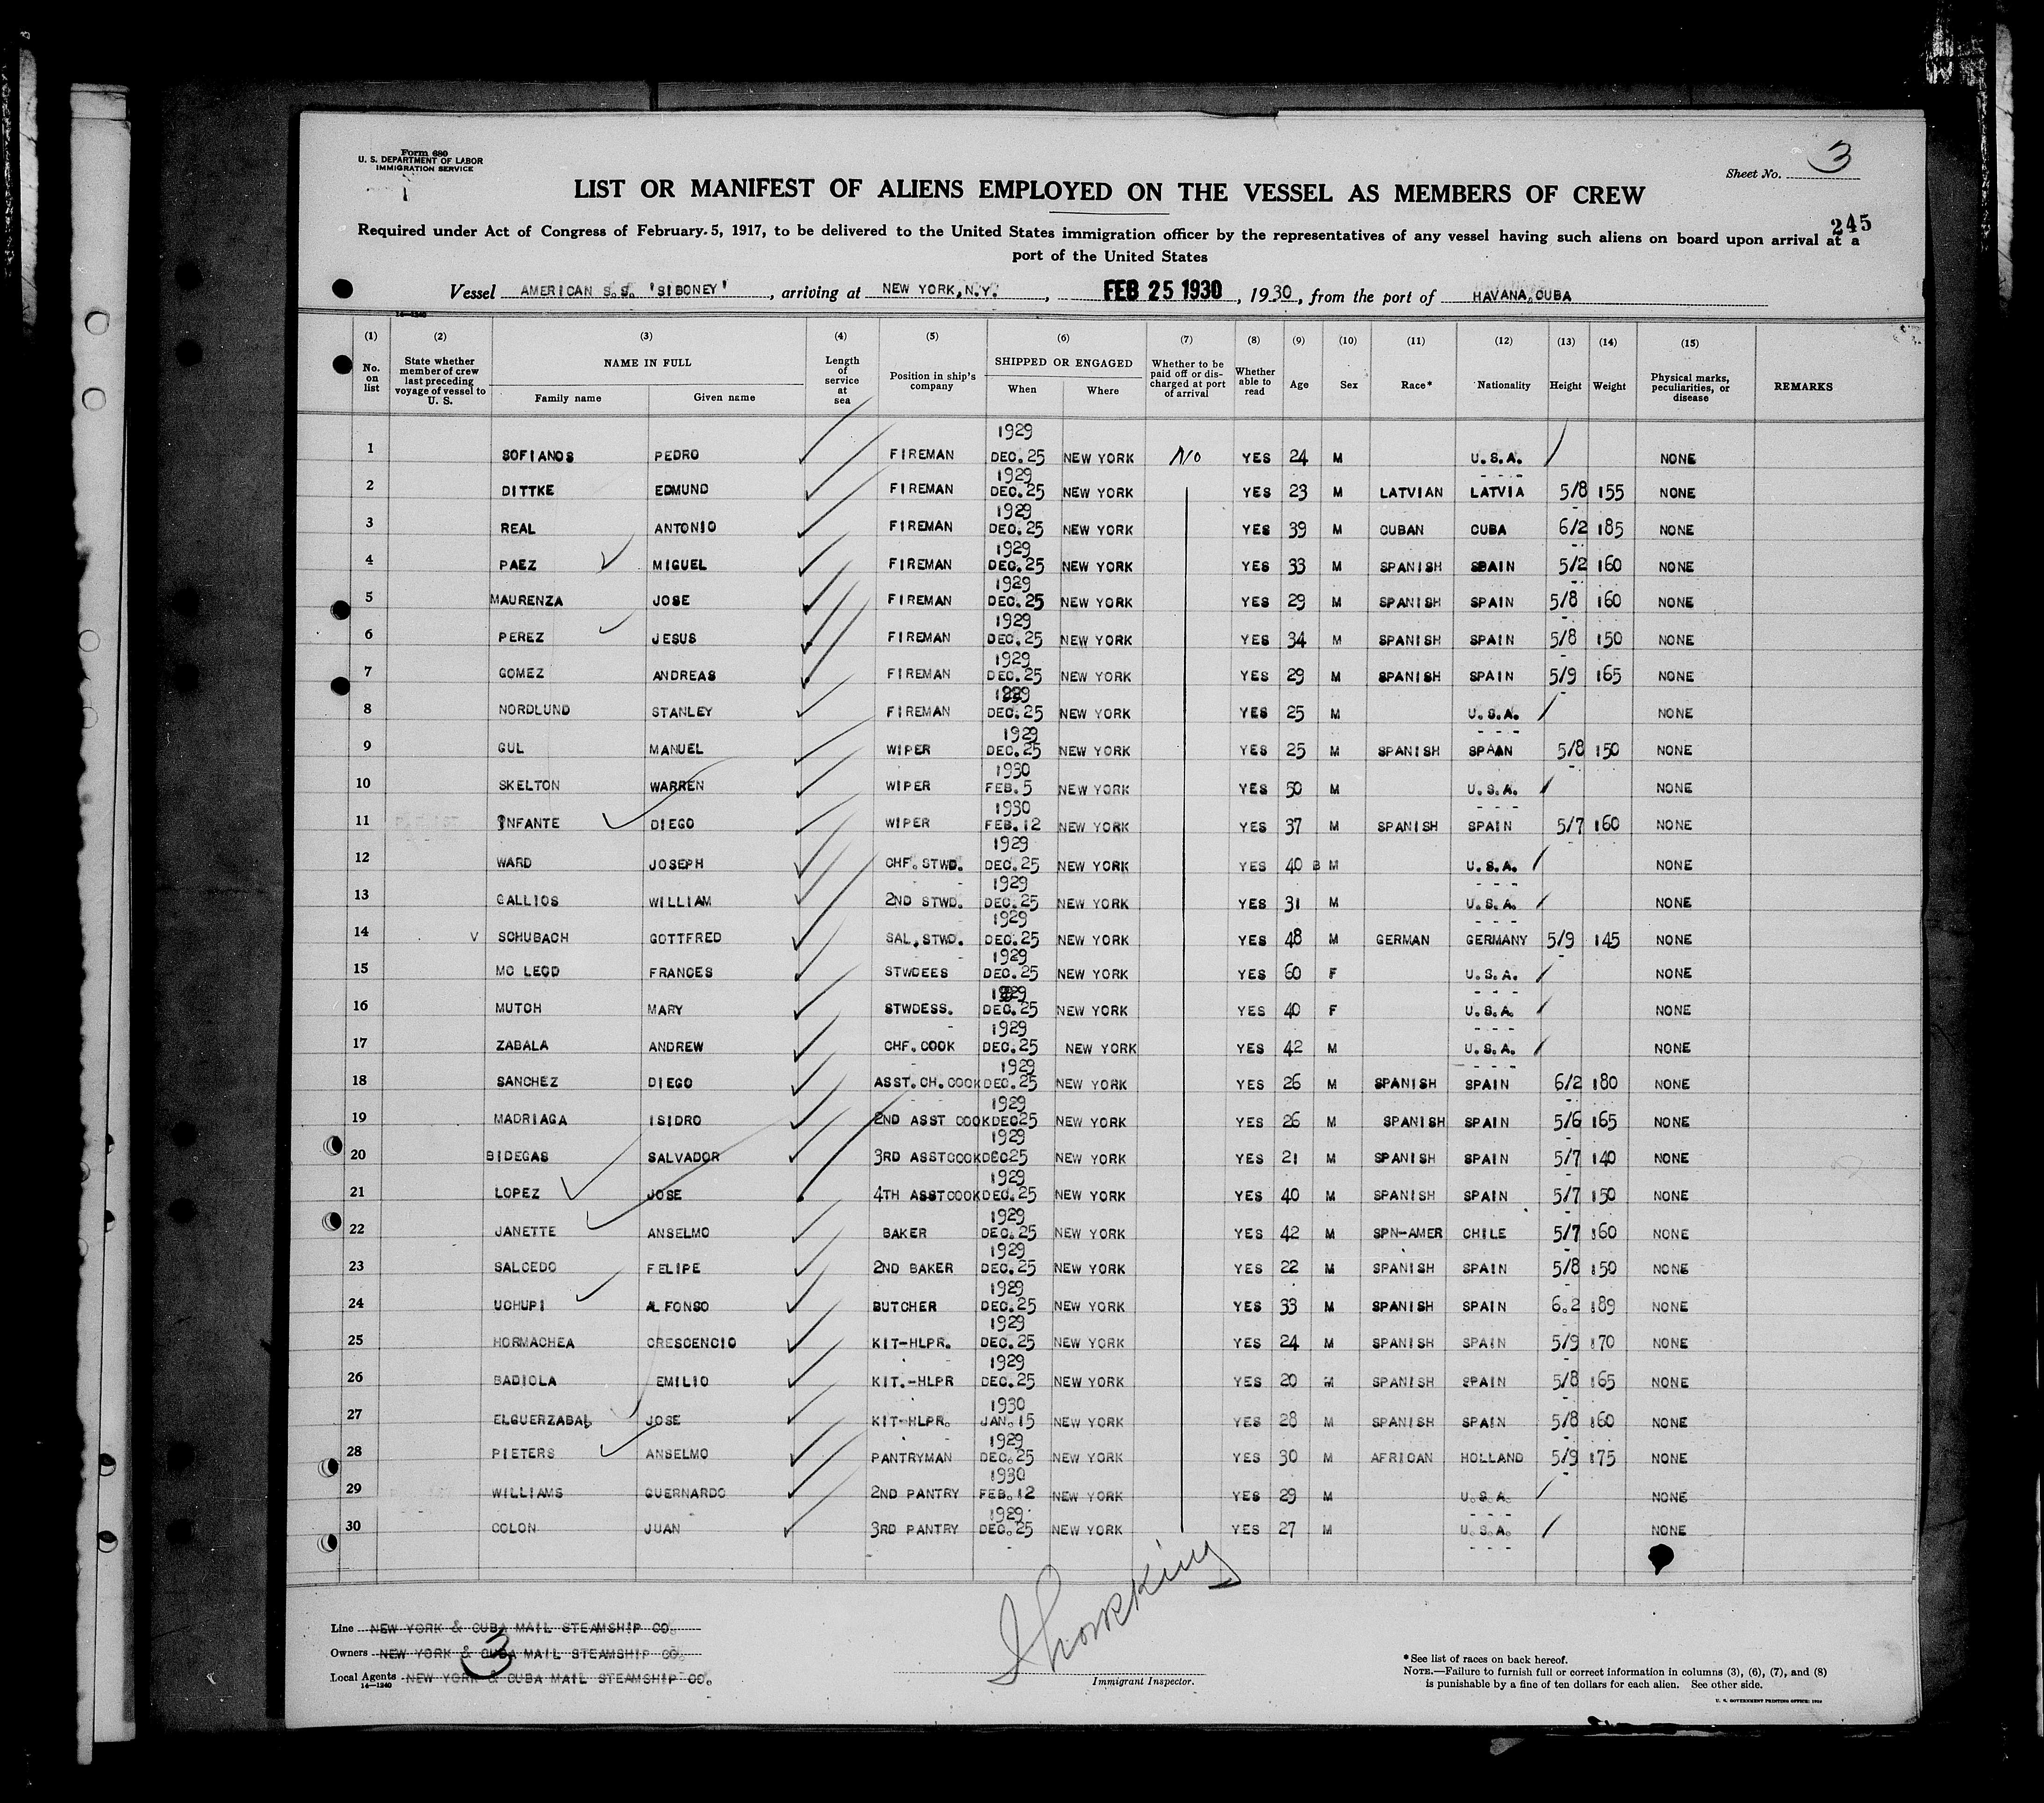 Form 689
U. S. DEPARTMENT OF LABOR
IMMIGRATION SERVICE
Sheet No. 3
LIST OR MANIFEST OF ALIENS EMPLOYED ON THE VESSEL AS MEMBERS OF CREW
245
Required under Act of Congress of February 5, 1917, to be delivered to the United States immigration officer by the representatives of any vessel having such aliens on board upon arrival at a
port of the United States
Vessel AMERICAN S.S. 'SIBONEY', arriving at NEW YORK, N.Y., FEB 25 1930, 1930, from the port of HAVANA, CUBA
14—1240
(1) (2) (3) (4) (5) (6) (7) (8) (9) (10) (11) (12) (13) (14) (15)
No. on list State whether member of crew last preceding voyage of vessel to U. S. NAME IN FULL Family name Given name Length of service at sea Position in ship's company SHIPPED OR ENGAGED When Where Whether to be paid off or discharged at port of arrival Whether able to read Age Sex Race* Nationality Height Weight Physical marks, peculiarities, or disease REMARKS
1 SOFIANOS PEDRO FIREMAN 1929 DEC. 25 NEW YORK No YES 24 M U.S.A. NONE
2 DITTKE EDMUND FIREMAN 1929 DEC. 25 NEW YORK YES 23 M LATVIAN LATVIA 5/8 155 NONE
3 REAL ANTONIO FIREMAN 1929 DEC. 25 NEW YORK YES 39 M CUBAN CUBA 6/2 185 NONE
4 PAEZ MIGUEL FIREMAN 1929 DEC. 25 NEW YORK YES 33 M SPANISH SPAIN 5/2 160 NONE
5 MAURENZA JOSE FIREMAN 1929 DEC. 25 NEW YORK YES 29 M SPANISH SPAIN 5/8 160 NONE
6 PEREZ JESUS FIREMAN 1929 DEC. 25 NEW YORK YES 34 M SPANISH SPAIN 5/8 150 NONE
7 GOMEZ ANDREAS FIREMAN 1929 DEC. 25 NEW YORK YES 29 M SPANISH SPAIN 5/9 165 NONE
8 NORDLUND STANLEY FIREMAN 1929 DEC. 25 NEW YORK YES 25 M U.S.A. NONE
9 GUL MANUEL WIPER 1929 DEC. 25 NEW YORK YES 25 M SPANISH SPAAN 5/8 150 NONE
10 SKELTON WARREN WIPER 1930 FEB. 5 NEW YORK YES 50 M U.S.A. NONE
11 INFANTE DIEGO WIPER 1930 FEB. 12 NEW YORK YES 37 M SPANISH SPAIN 5/7 160 NONE
12 WARD JOSEPH CHF. STWD. 1929 DEC. 25 NEW YORK YES 40 B M U.S.A. NONE
13 GALLIOS WILLIAM 2ND STWD. 1929 DEC. 25 NEW YORK YES 31 M U.S.A. NONE
14 V SCHUBACH GOTTFRED SAL. STWD. 1929 DEC. 25 NEW YORK YES 48 M GERMAN GERMANY 5/9 145 NONE
15 MC LEOD FRANCES STWDEES 1929 DEC. 25 NEW YORK YES 60 F U.S.A. NONE
16 MUTCH MARY STWDESS. 1929 DEC. 25 NEW YORK YES 40 F U.S.A. NONE
17 ZABALA ANDREW CHF. COOK 1929 DEC. 25 NEW YORK YES 42 M U.S.A. NONE
18 SANCHEZ DIEGO ASST. CH. COOK 1929 DEC. 25 NEW YORK YES 26 M SPANISH SPAIN 6/2 180 NONE
19 MADRIAGA ISIDRO 2ND ASST COOK 1929 DEC25 NEW YORK YES 26 M SPANISH SPAIN 5/6 165 NONE
20 BIDEGAS SALVADOR 3RD ASSTCOOK 1929 DEC25 NEW YORK YES 21 M SPANISH SPAIN 5/7 140 NONE
21 LOPEZ JOSE 4TH ASSTCOOK 1929 DEC. 25 NEW YORK YES 40 M SPANISH SPAIN 5/7 150 NONE
22 JANETTE ANSELMO BAKER 1929 DEC. 25 NEW YORK YES 42 M SPN-AMER CHILE 5/7 160 NONE
23 SALCEDO FELIPE 2ND BAKER 1929 DEC. 25 NEW YORK YES 22 M SPANISH SPAIN 5/8 150 NONE
24 UCHUPI ALFONSO BUTCHER 1929 DEC. 25 NEW YORK YES 33 M SPANISH SPAIN 6.2 189 NONE
25 HORMACHEA CRESCENCIO KIT-HLPR. 1929 DEC. 25 NEW YORK YES 24 M SPANISH SPAIN 5/9 170 NONE
26 BADIOLA EMILIO KIT.-HLPR 1929 DEC. 25 NEW YORK YES 20 M SPANISH SPAIN 5/8 165 NONE
27 ELGUERZABAL JOSE KIT-HLPR. 1930 JAN. 15 NEW YORK YES 28 M SPANISH SPAIN 5/8 160 NONE
28 PIETERS ANSELMO PANTRYMAN 1929 DEC. 25 NEW YORK YES 30 M AFRICAN HOLLAND 5/9 175 NONE
29 WILLIAMS GUERNARDO 2ND PANTRY 1930 FEB. 12 NEW YORK YES 29 M U.S.A. NONE
30 COLON JUAN 3RD PANTRY 1929 DEC. 25 NEW YORK YES 27 M U.S.A. NONE
Line NEW YORK & CUBA MAIL STEAMSHIP CO.
Owners NEW YORK & CUBA MAIL STEAMSHIP CO.
3
Local Agents NEW YORK & CUBA MAIL STEAMSHIP CO.
14—1240
Immigrant Inspector.
*See list of races on back hereof.
NOTE.—Failure to furnish full or correct information in columns (3), (6), (7), and (8)
is punishable by a fine of ten dollars for each alien. See other side.